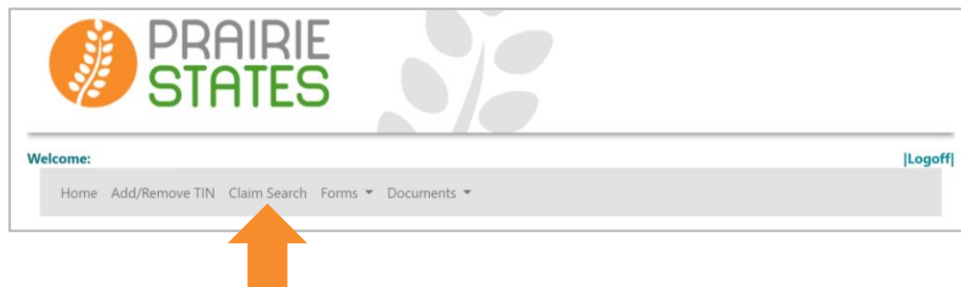 PRAIRIE
STATES
Welcome: |Logoff|
Home Add/Remove TIN Claim Search Forms Documents